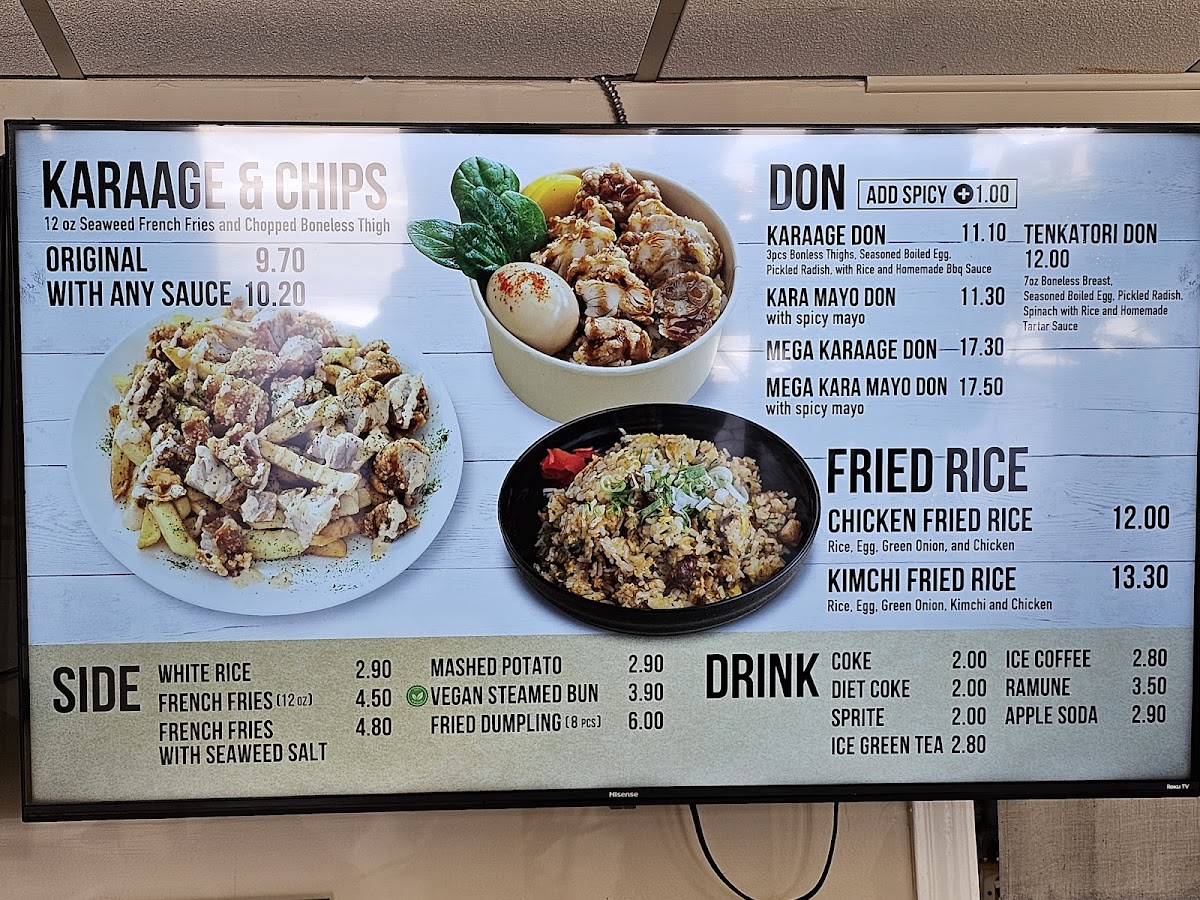 KARAAGE & CHIPS
12 oz Seaweed French Fries and Chopped Boneless Thigh
ORIGINAL 9.70
WITH ANY SAUCE 10.20
DON ADD SPICY +1.00
KARAAGE DON 11.10
3pcs Bonless Thighs, Seasoned Boiled Egg,
Pickled Radish, with Rice and Homemade Bbq Sauce
KARA MAYO DON 11.30
with spicy mayo
MEGA KARAAGE DON 17.30
MEGA KARA MAYO DON 17.50
with spicy mayo
TENKATORI DON
12.00
7oz Boneless Breast,
Seasoned Boiled Egg, Pickled Radish,
Spinach with Rice and Homemade
Tartar Sauce
FRIED RICE
CHICKEN FRIED RICE 12.00
Rice, Egg, Green Onion, and Chicken
KIMCHI FRIED RICE 13.30
Rice, Egg, Green Onion, Kimchi and Chicken
SIDE
WHITE RICE 2.90
FRENCH FRIES (12 oz) 4.50
FRENCH FRIES 4.80
WITH SEAWEED SALT
MASHED POTATO 2.90
VEGAN STEAMED BUN 3.90
FRIED DUMPLING (8 PCS) 6.00
DRINK
COKE 2.00
DIET COKE 2.00
SPRITE 2.00
ICE GREEN TEA 2.80
ICE COFFEE 2.80
RAMUNE 3.50
APPLE SODA 2.90
Hisense
Roku TV